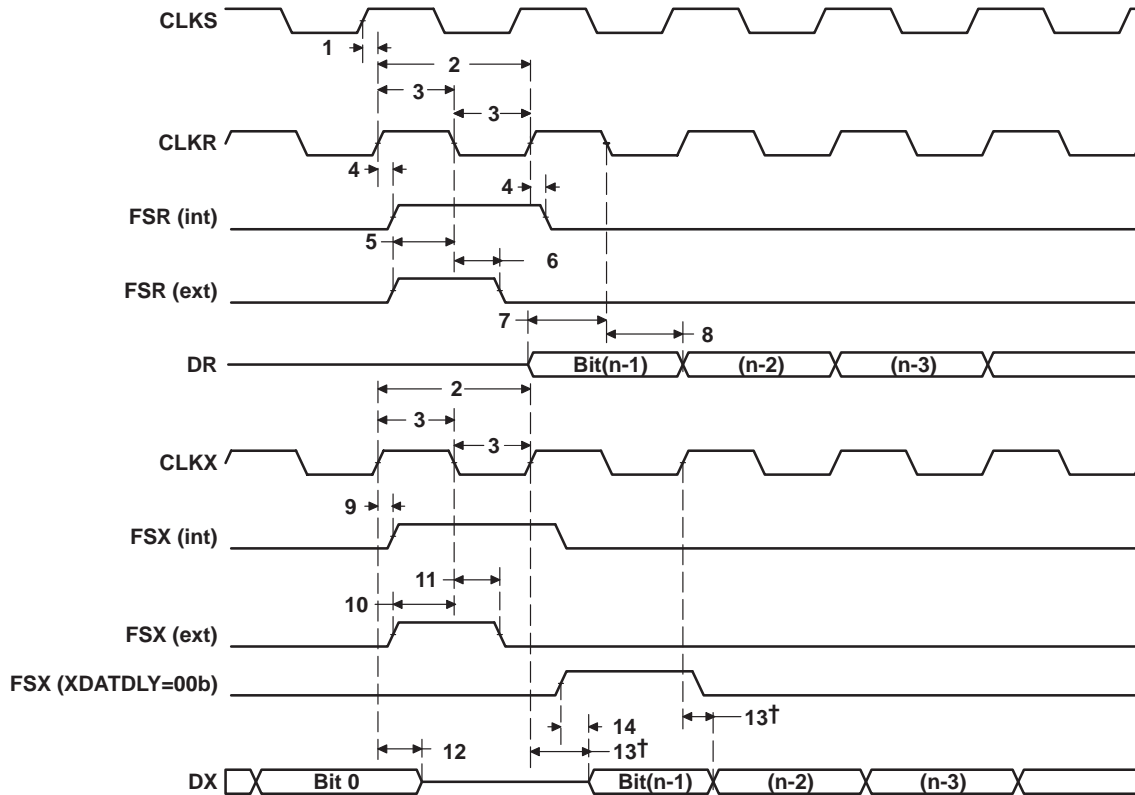 CLKS
1
2
3
3
CLKR
4
4
FSR (int)
5
6
FSR (ext)
7
8
DR
Bit(n-1)
(n-2)
(n-3)
2
3
3
CLKX
9
FSX (int)
11
10
FSX (ext)
FSX (XDATDLY=00b)
14
13†
12
13†
DX
Bit 0
Bit(n-1)
(n-2)
(n-3)